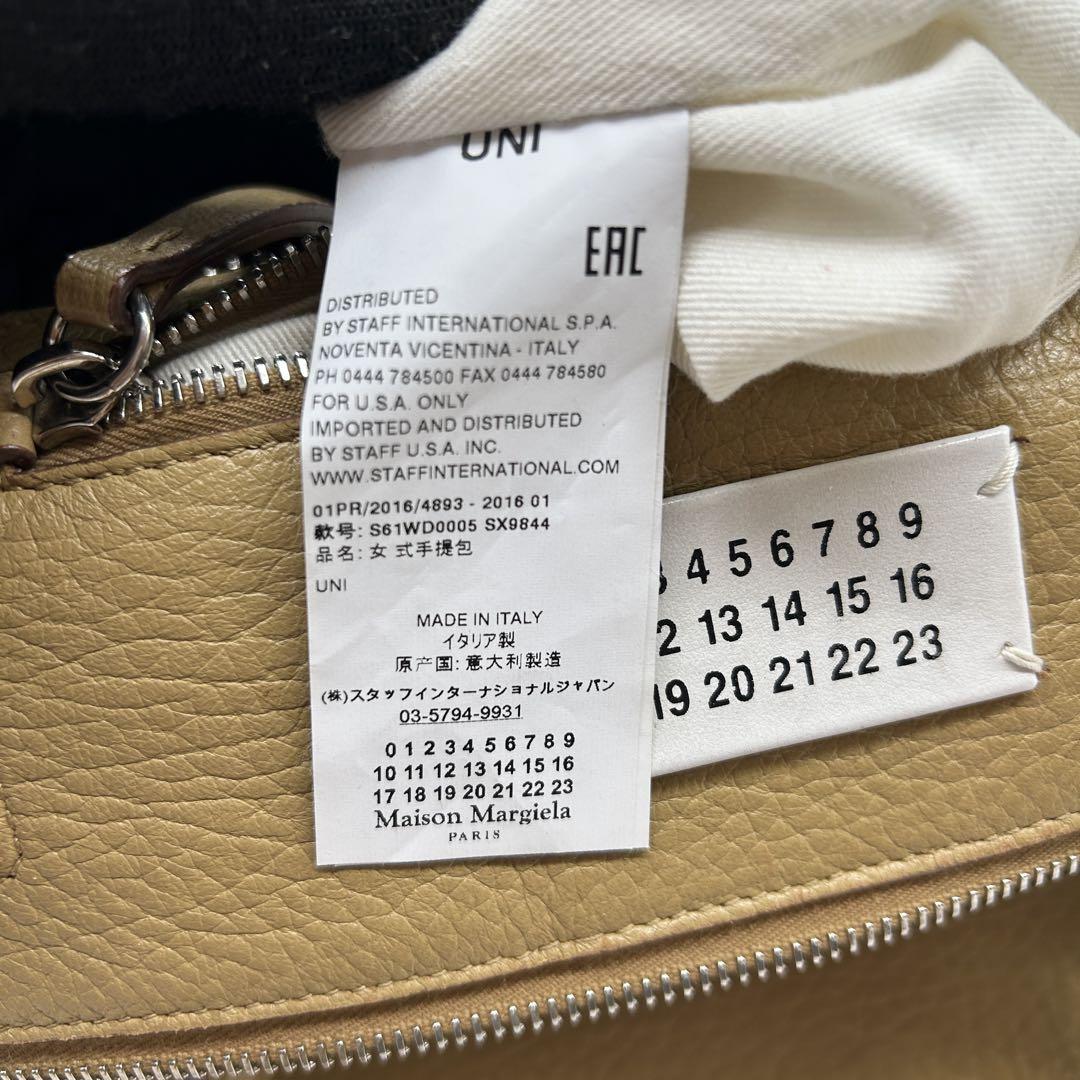 UNI
EAC
DISTRIBUTED
BY STAFF INTERNATIONAL S.P.A.
NOVENTA VICENTINA - ITALY
PH 0444 784500 FAX 0444 784580
FOR U.S.A. ONLY
IMPORTED AND DISTRIBUTED
BY STAFF U.S.A. INC.
WWW.STAFFINTERNATIONAL.COM
01PR/2016/4893 - 2016 01
款号: S61WD0005 SX9844
品名: 女式手提包
UNI
MADE IN ITALY
イタリア製
原产国: 意大利製造
(株)スタッフインターナショナルジャパン
03-5794-9931
0 1 2 3 4 5 6 7 8 9
10 11 12 13 14 15 16
17 18 19 20 21 22 23
Maison Margiela
PARIS
4 5 6 7 8 9
13 14 15 16
19 20 21 22 23